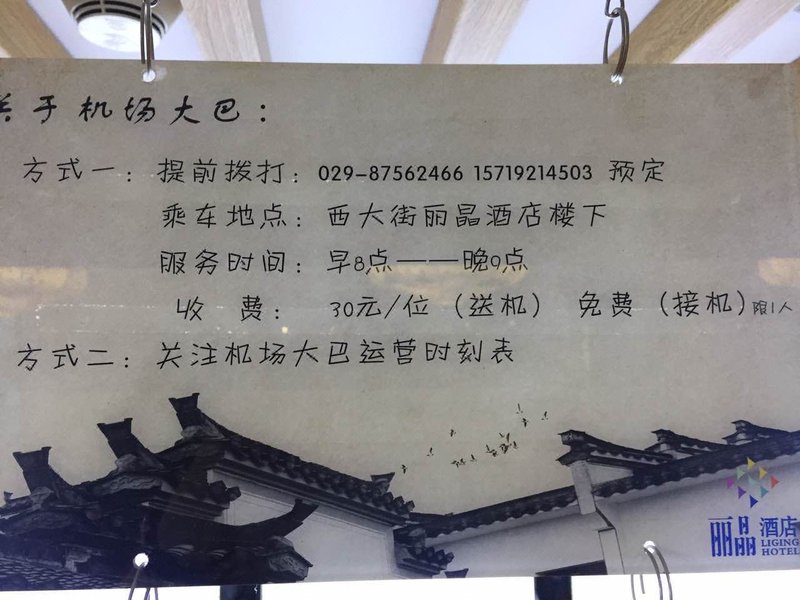 关于机场大巴：
方式一：提前拨打：029-87562466 15719214503 预定
乘车地点：西大街丽晶酒店楼下
服务时间：早8点——晚9点
收 费：30元/位（送机） 免费（接机）限1人
方式二：关注机场大巴运营时刻表
丽晶 酒店
LIGING
HOTEL